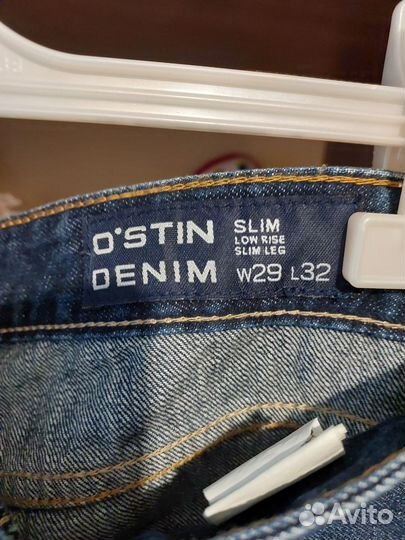 O'STIN
DENIM
SLIM
LOW RISE
SLIM LEG
W29 L32
Avito